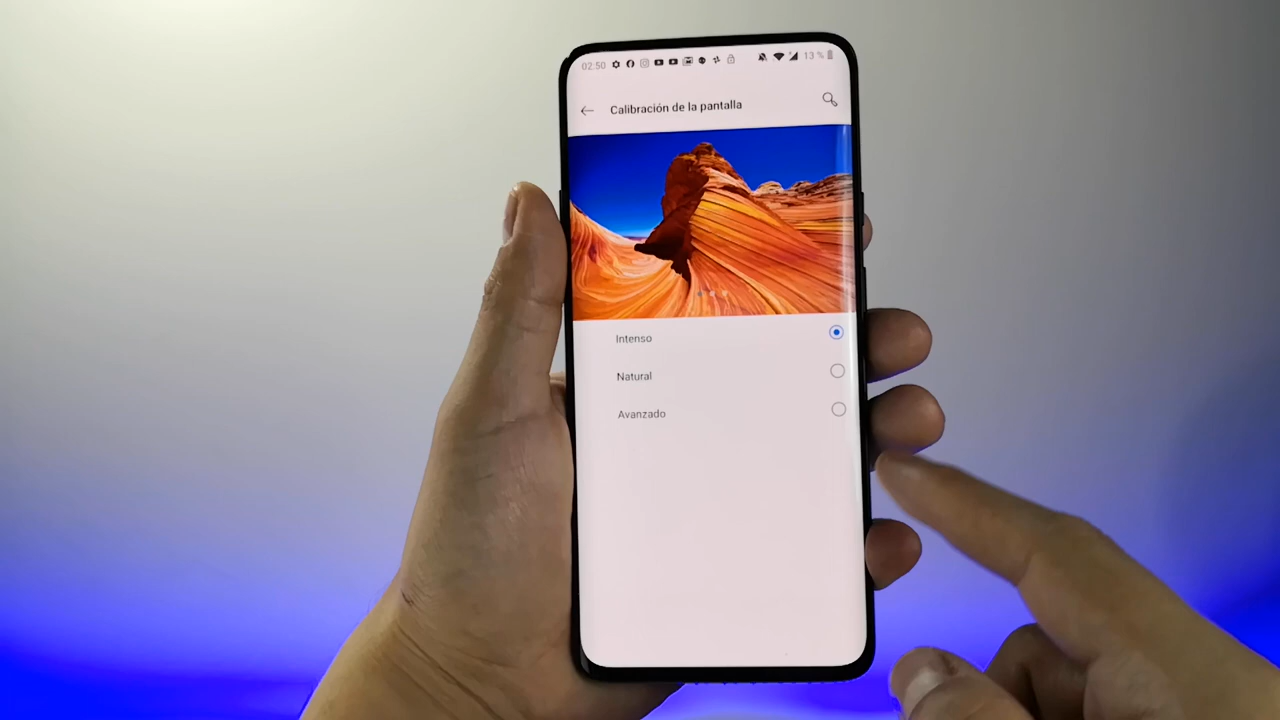 02:50 13 %
Calibración de la pantalla
Intenso
Natural
Avanzado